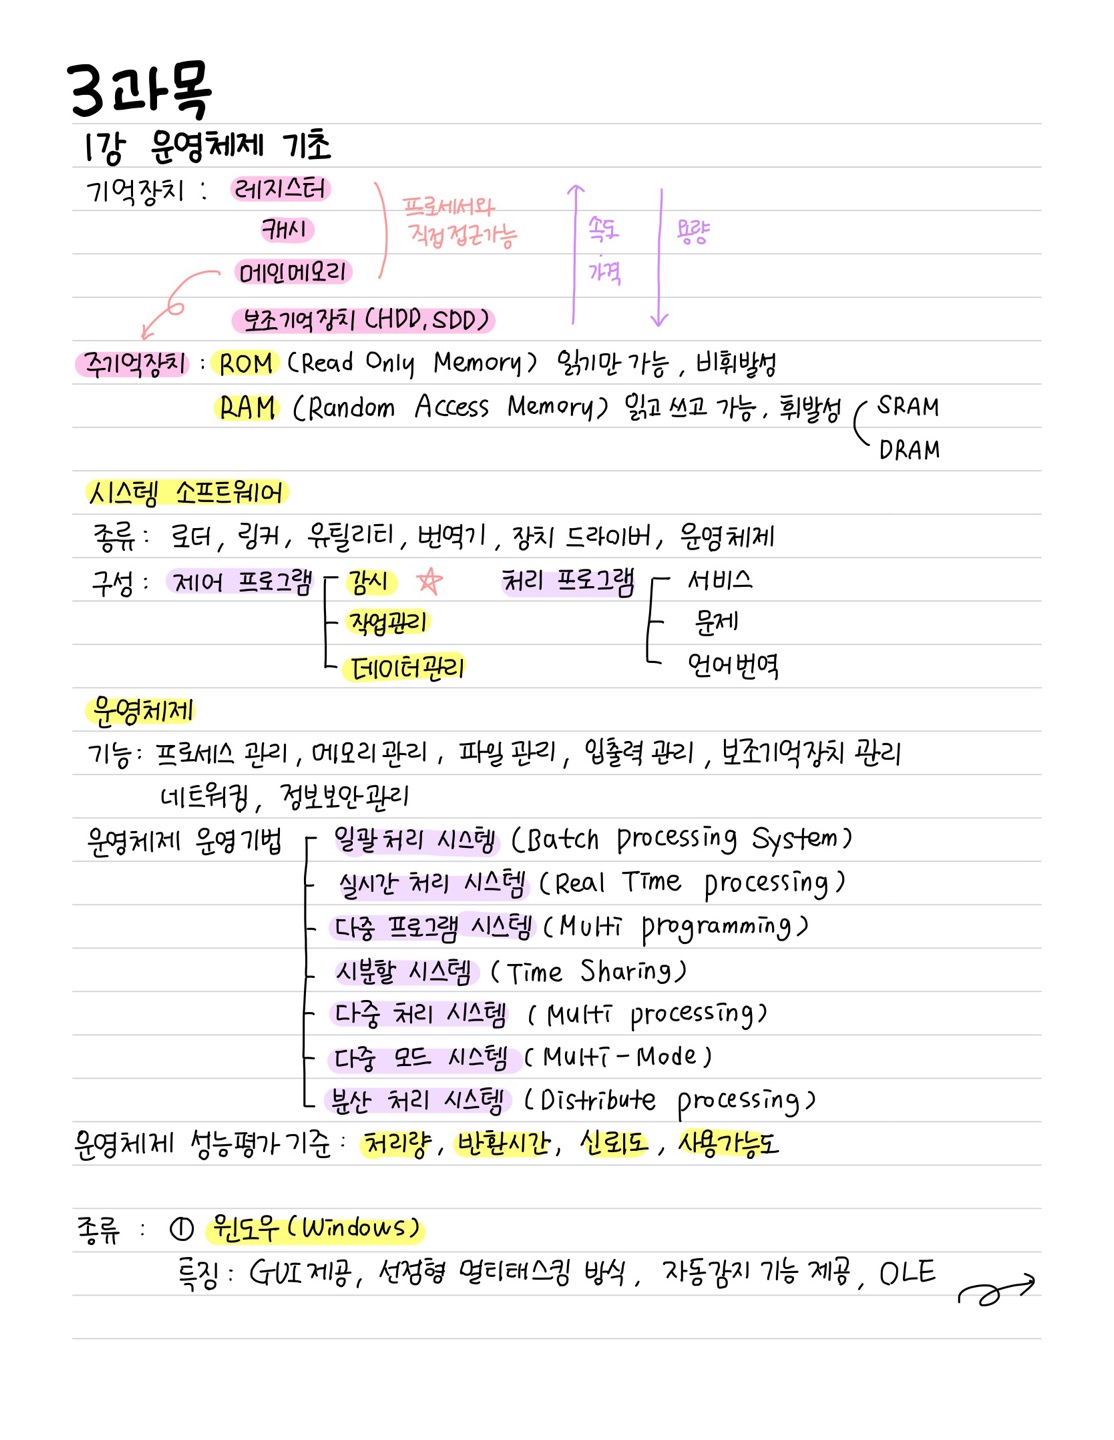 3과목
1강 운영체제 기초
기억장치 : 레지스터
캐시
메인메모리
보조기억장치 (HDD, SDD)
프로세서와
직접 접근가능
속도
·
가격
용량
주기억장치 : ROM (Read Only Memory) 읽기만 가능, 비휘발성
RAM (Random Access Memory) 읽고 쓰고 가능, 휘발성
SRAM
DRAM
시스템 소프트웨어
종류 : 로더, 링커, 유틸리티, 번역기, 장치 드라이버, 운영체제
구성 : 제어 프로그램 감시 ☆ 처리 프로그램 서비스
작업관리 문제
데이터관리 언어번역
운영체제
기능 : 프로세스 관리, 메모리 관리, 파일 관리, 입출력 관리, 보조기억장치 관리
네트워킹, 정보보안관리
운영체제 운영기법 일괄처리 시스템 (Batch Processing System)
실시간 처리 시스템 (Real Time processing)
다중 프로그램 시스템 (Multi programming)
시분할 시스템 (Time Sharing)
다중 처리 시스템 (Multi processing)
다중 모드 시스템 (Multi-Mode)
분산 처리 시스템 (Distribute processing)
운영체제 성능평가 기준 : 처리량, 반환시간, 신뢰도, 사용가능도
종류 : ① 윈도우 (Windows)
특징 : GUI 제공, 선점형 멀티태스킹 방식, 자동감지 기능 제공, OLE